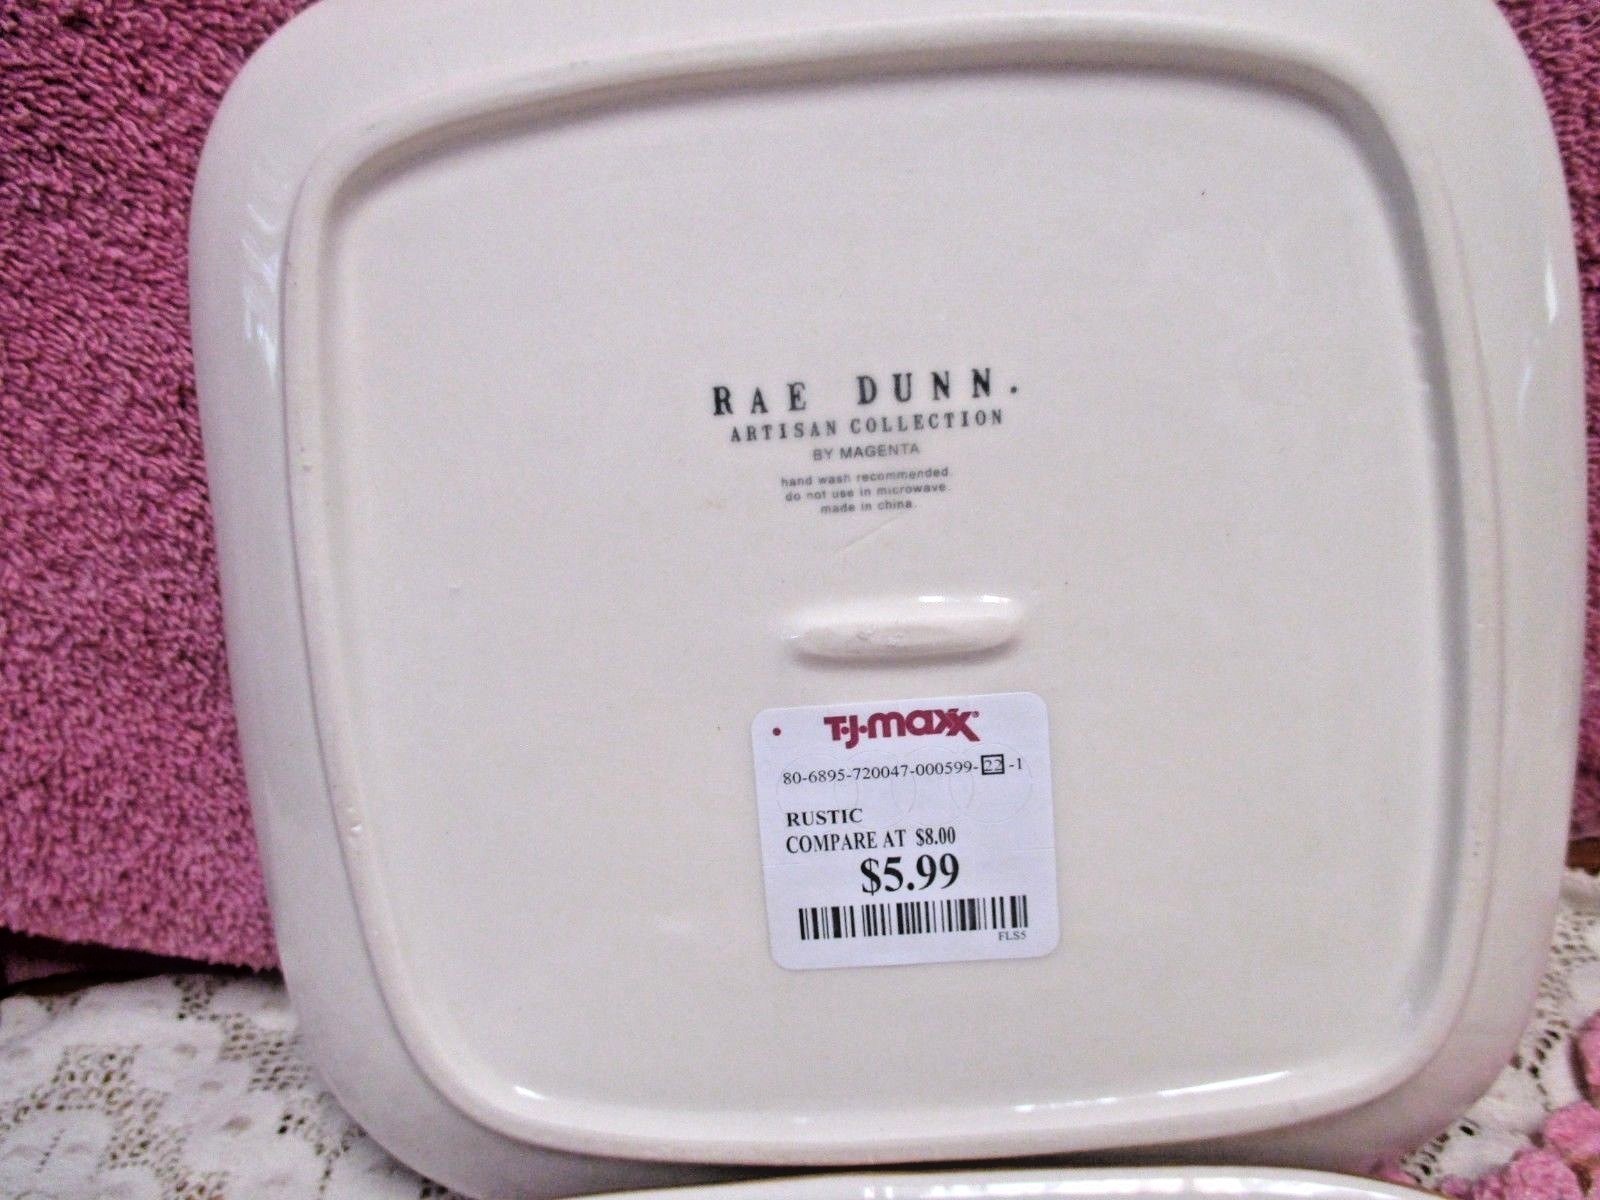 RAE DUNN.
ARTISAN COLLECTION
BY MAGENTA
hand wash recommended.
do not use in microwave.
made in china.
T·J·maxx®
80-6895-720047-000599-22-1
RUSTIC
COMPARE AT $8.00
$5.99
FLS5